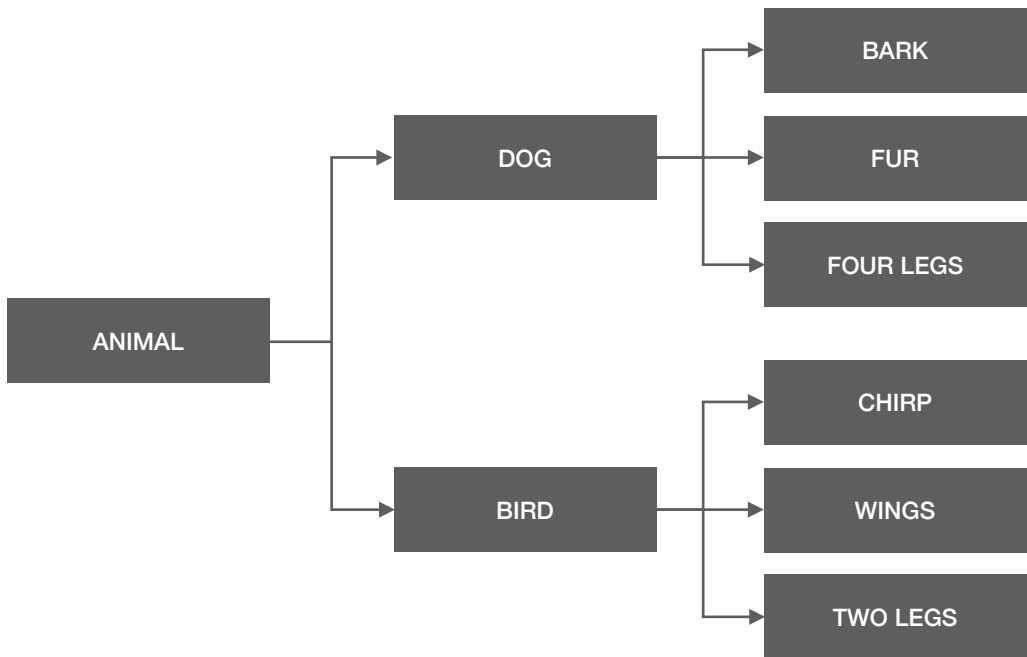 ANIMAL
DOG
BARK
FUR
FOUR LEGS
BIRD
CHIRP
WINGS
TWO LEGS